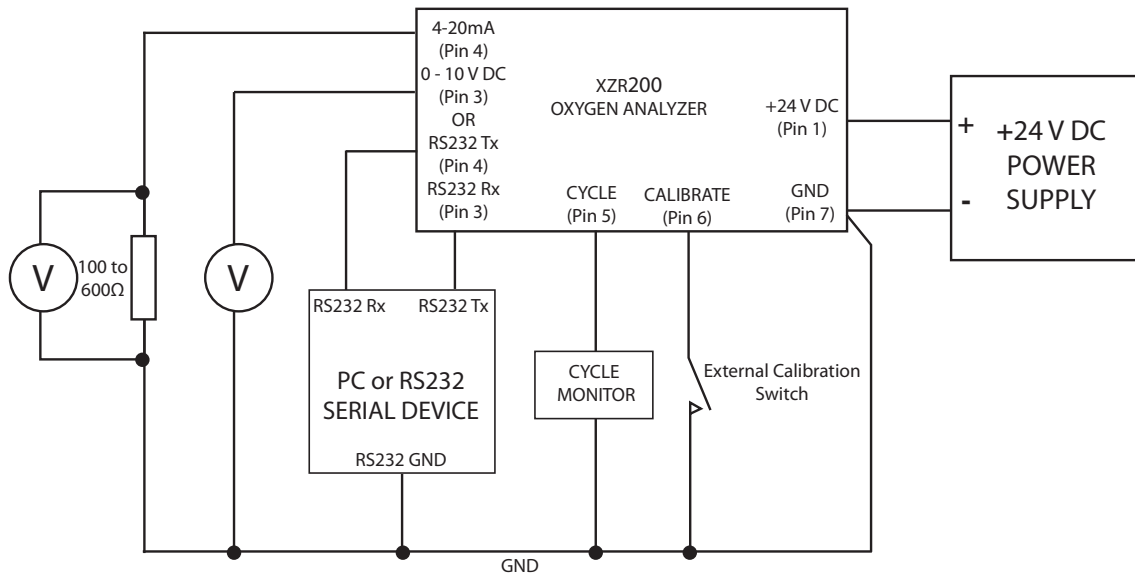 4-20mA
(Pin 4)
0 - 10 V DC
(Pin 3)
OR
RS232 Tx
(Pin 4)
RS232 Rx
(Pin 3)
XZR200
OXYGEN ANALYZER
+24 V DC
(Pin 1)
CYCLE
(Pin 5)
CALIBRATE
(Pin 6)
GND
(Pin 7)
+
-
+24 V DC
POWER
SUPPLY
V
100 to
600Ω
V
RS232 Rx
RS232 Tx
PC or RS232
SERIAL DEVICE
RS232 GND
CYCLE
MONITOR
External Calibration
Switch
GND